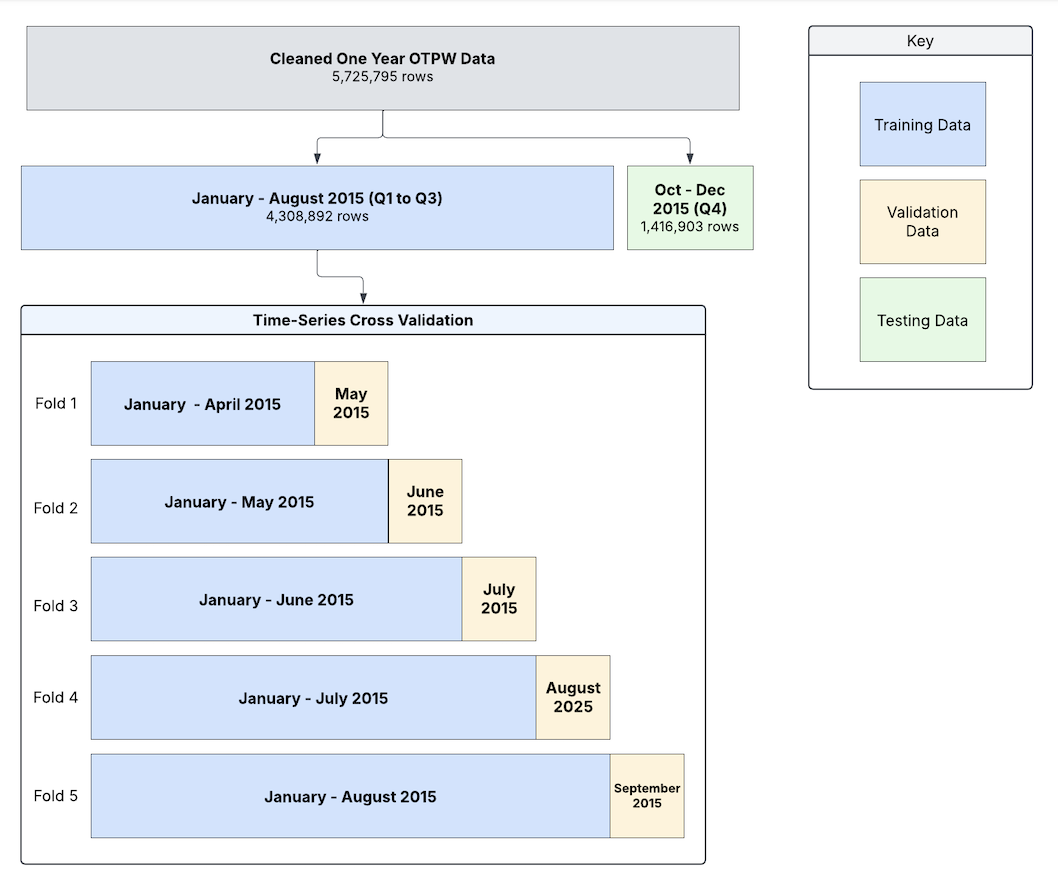 Cleaned One Year OTPW Data
5,725,795 rows
January - August 2015 (Q1 to Q3)
4,308,892 rows
Oct - Dec
2015 (Q4)
1,416,903 rows
Time-Series Cross Validation
Fold 1
January - April 2015
May
2015
Fold 2
January - May 2015
June
2015
Fold 3
January - June 2015
July
2015
Fold 4
January - July 2015
August
2025
Fold 5
January - August 2015
September
2015
Key
Training Data
Validation
Data
Testing Data